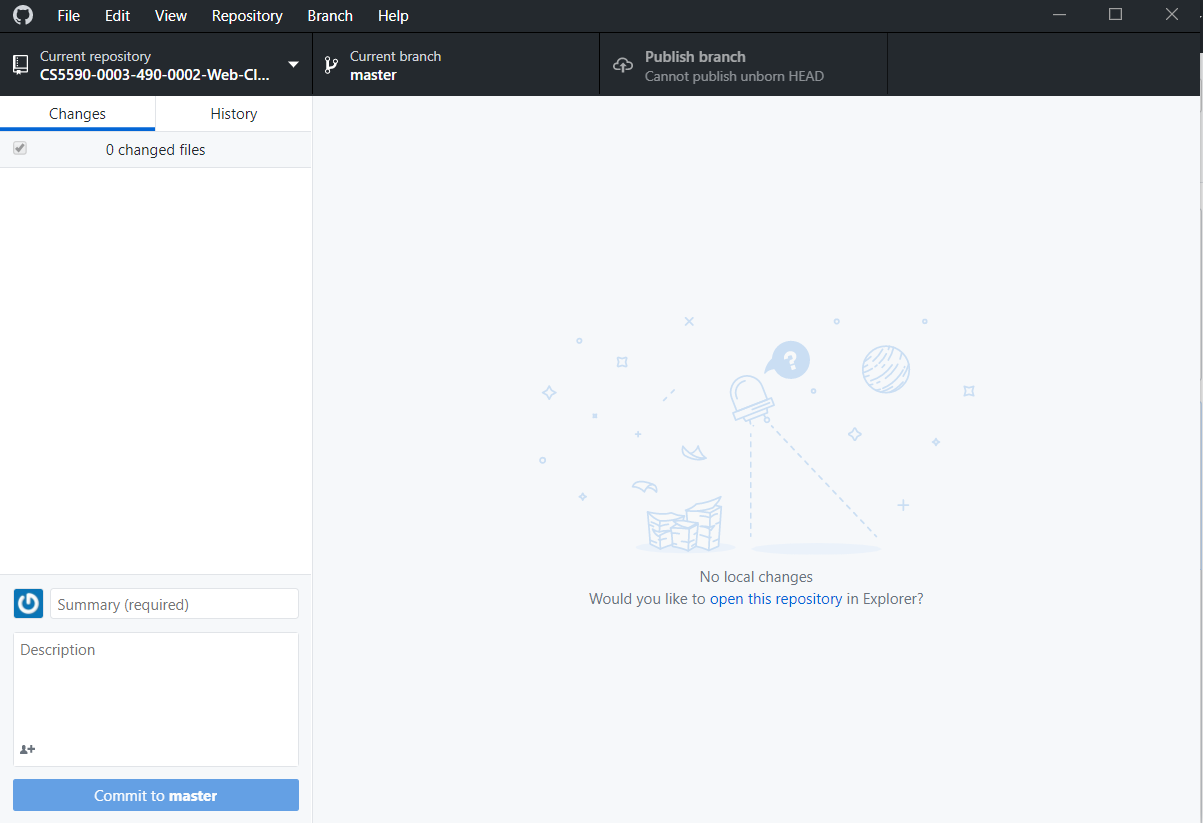 File Edit View Repository Branch Help
Current repository
CS5590-0003-490-0002-Web-Cl...
Current branch
master
Publish branch
Cannot publish unborn HEAD
Changes History
0 changed files
?
No local changes
Would you like to open this repository in Explorer?
Summary (required)
Description
Commit to master